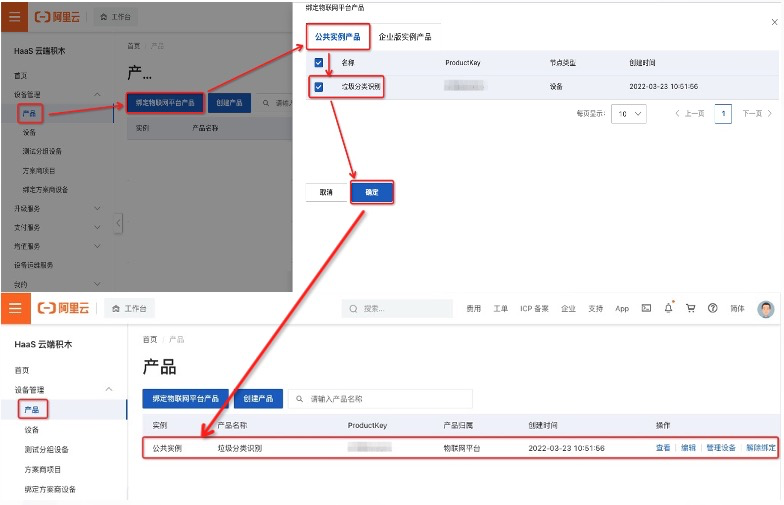 阿里云
工作台
绑定物联网平台产品
HaaS 云端积木
首页
设备管理
产品
设备
测试分组设备
方案商项目
绑定方案商设备
升级服务
支付服务
增值服务
设备运维服务
我的
首页 产品
产...
绑定物联网平台产品 创建产品 请输入
实例 产品名称
公共实例产品 企业版实例产品
名称 ProductKey 节点类型 创建时间
垃圾分类识别 设备 2022-03-23 10:51:56
每页显示： 10 上一页 1 下一页
取消 确定
阿里云 工作台 搜索... 费用 工单 ICP 备案 企业 支持 App 简体
HaaS 云端积木
首页
设备管理
产品
设备
测试分组设备
方案商项目
绑定方案商设备
首页 产品
产品
绑定物联网平台产品 创建产品 请输入产品名称
实例 产品名称 ProductKey 产品归属 创建时间 操作
公共实例 垃圾分类识别 物联网平台 2022-03-23 10:51:56 查看 编辑 管理设备 解除绑定